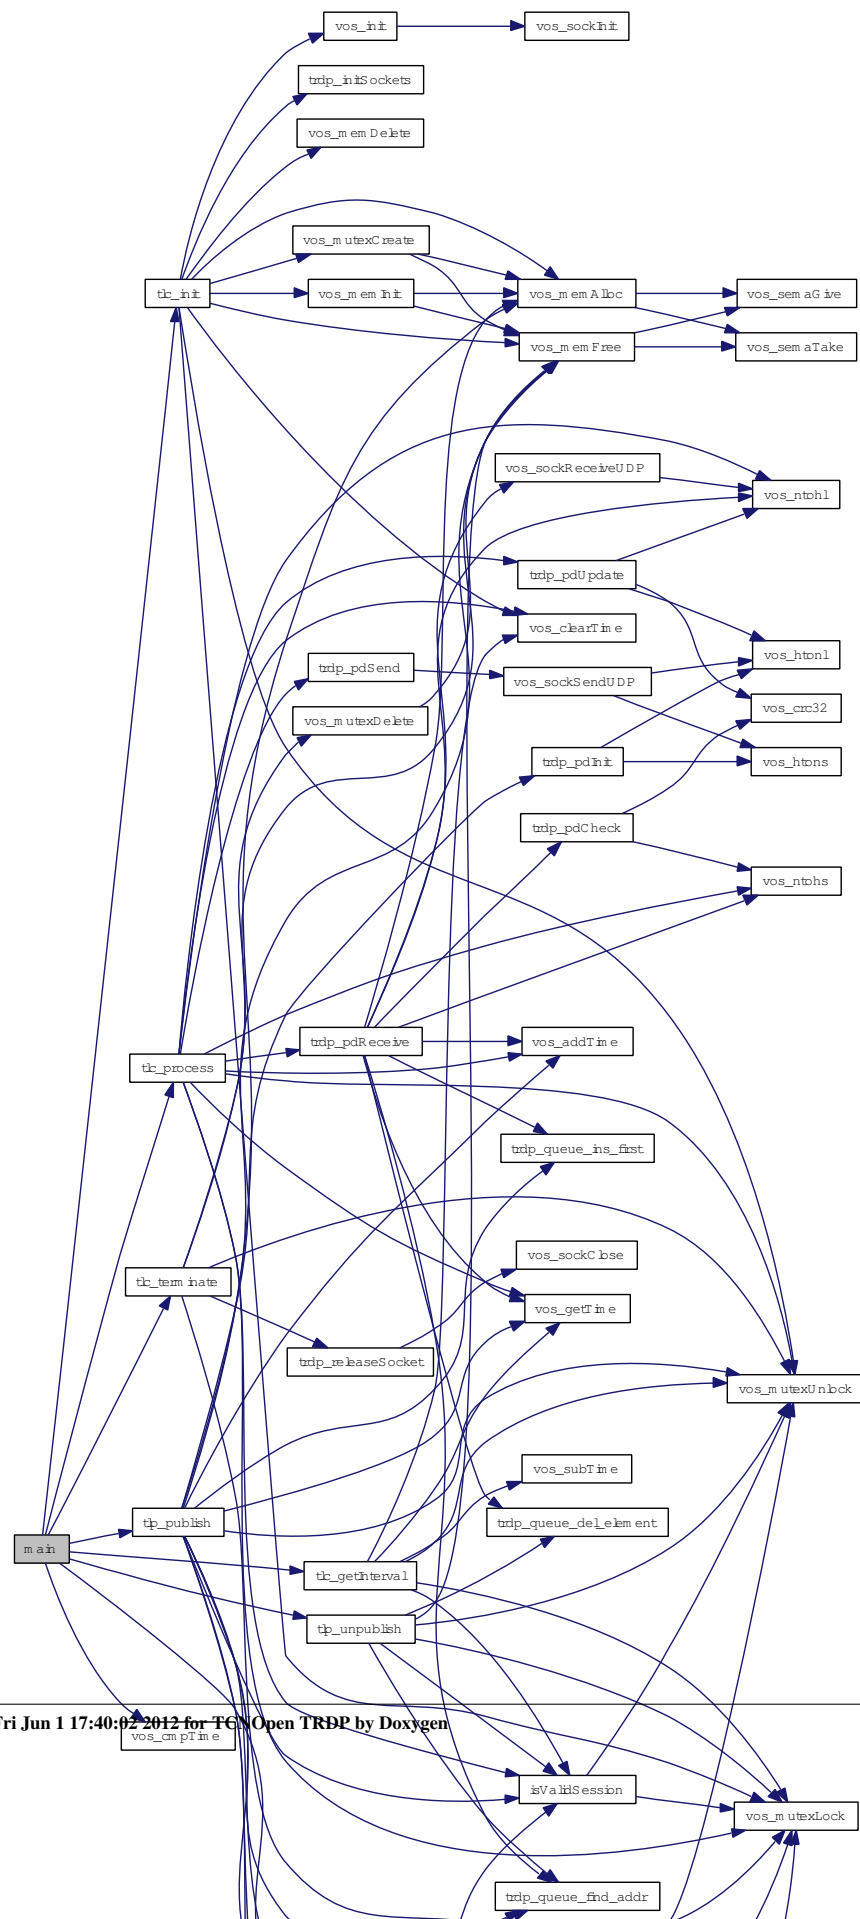 vos_init
vos_sockInit
trdp_initSockets
vos_memDelete
vos_mutexCreate
tlc_init
vos_memInit
vos_memAlloc
vos_semaGive
vos_memFree
vos_semaTake
vos_sockReceiveUDP
vos_ntohl
trdp_pdUpdate
vos_clearTime
vos_htonl
trdp_pdSend
vos_sockSendUDP
vos_crc32
vos_mutexDelete
trdp_pdInit
vos_htons
trdp_pdCheck
vos_ntohs
trdp_pdReceive
vos_addTime
tlc_process
trdp_queue_ins_first
vos_sockClose
tlc_terminate
vos_getTime
trdp_releaseSocket
vos_mutexUnlock
vos_subTime
tlp_publish
trdp_queue_del_element
main
tlc_getInterval
tlp_unpublish
Fri Jun 1 17:40:02 2012 for TCNOpen TRDP by Doxygen
vos_cmpTime
isValidSession
vos_mutexLock
trdp_queue_find_addr